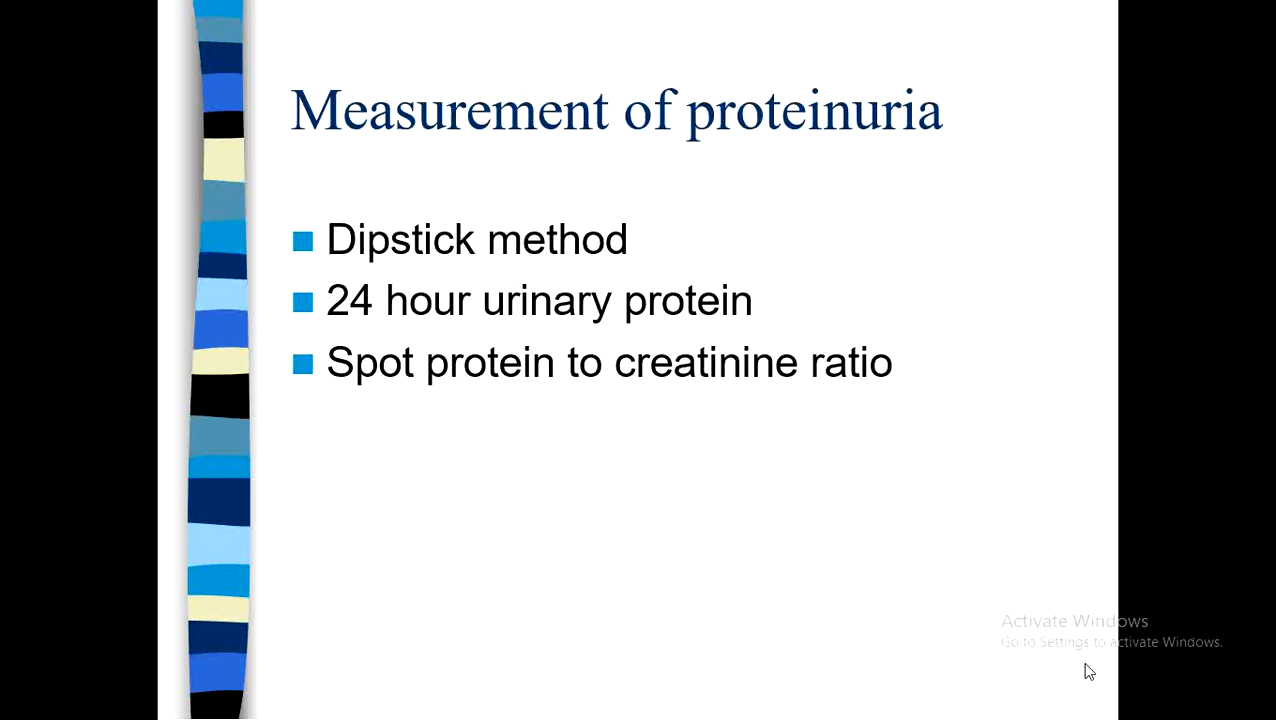 Measurement of proteinuria
Dipstick method
24 hour urinary protein
Spot protein to creatinine ratio
Activate Windows
Go to Settings to activate Windows.